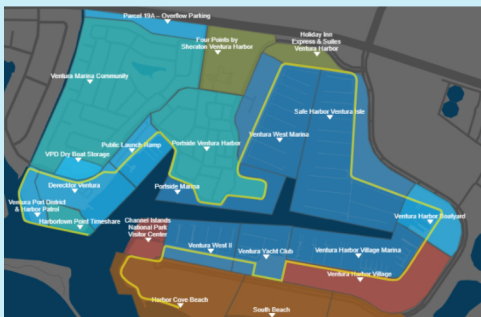 Parcel 19A – Overflow Parking
Four Points by
Sheraton Ventura Harbor
Holiday Inn
Express & Suites
Ventura Harbor
Ventura Marina Community
Safe Harbor Ventura Isle
Ventura West Marina
Public Launch Ramp
Portside Ventura Harbor
VPD Dry Boat Storage
Derecktor Ventura
Portside Marina
Ventura Port District
& Harbor Patrol
Harbortown Point Timeshare
Channel Islands
National Park
Visitor Center
Ventura Harbor Boatyard
Ventura West II
Ventura Yacht Club
Ventura Harbor Village Marina
Ventura Harbor Village
Harbor Cove Beach
South Beach